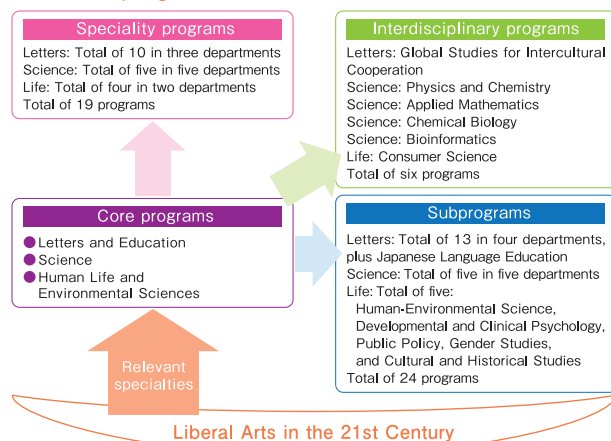 Speciality programs
Letters: Total of 10 in three departments
Science: Total of five in five departments
Life: Total of four in two departments
Total of 19 programs
Interdisciplinary programs
Letters: Global Studies for Intercultural
Cooperation
Science: Physics and Chemistry
Science: Applied Mathematics
Science: Chemical Biology
Science: Bioinformatics
Life: Consumer Science
Total of six programs
Core programs
●Letters and Education
●Science
●Human Life and
Environmental Sciences
Subprograms
Letters: Total of 13 in four departments,
plus Japanese Language Education
Science: Total of five in five departments
Life: Total of five:
Human-Environmental Science,
Developmental and Clinical Psychology,
Public Policy, Gender Studies,
and Cultural and Historical Studies
Total of 24 programs
Relevant
specialties
Liberal Arts in the 21st Century